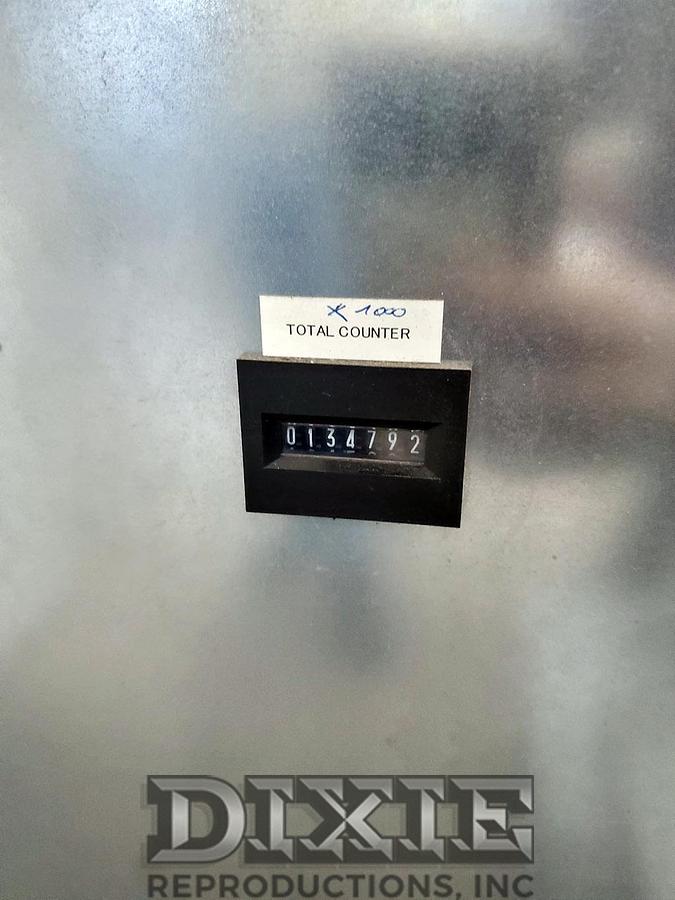 x 1000
TOTAL COUNTER
0134792
DIXIE
REPRODUCTIONS, INC